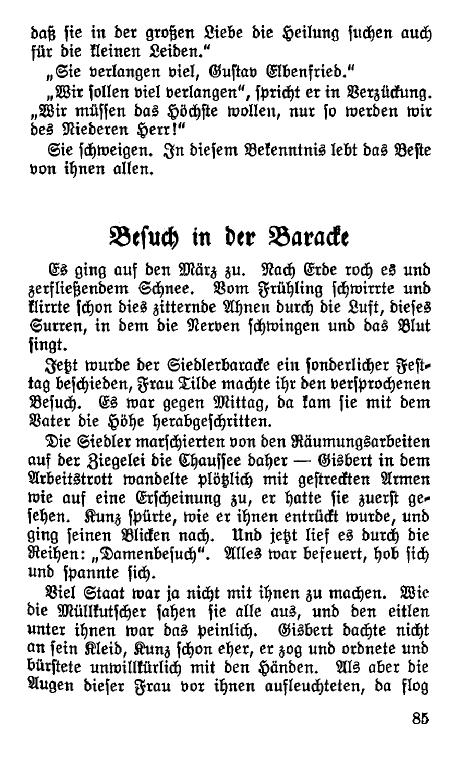 daß sie in der großen Liebe die Heilung suchen auch
für die kleinen Leiden.“
„Sie verlangen viel, Gustav Elbenfried.“
„Wir sollen viel verlangen“, spricht er in Verzückung.
„Wir müssen das Höchste wollen, nur so werden wir
des Niederen Herr!“
Sie schweigen. In diesem Bekenntnis lebt das Beste
von ihnen allen.
Besuch in der Baracke
Es ging auf den März zu. Nach Erde roch es und
zerfließendem Schnee. Vom Frühling schwirrte und
klirrte schon dies zitternde Ahnen durch die Luft, dieses
Surren, in dem die Nerven schwingen und das Blut
singt.
Jetzt wurde der Siedlerbaracke ein sonderlicher Fest-
tag beschieden, Frau Tilde machte ihr den versprochenen
Besuch. Es war gegen Mittag, da kam sie mit dem
Vater die Höhe herabgeschritten.
Die Siedler marschierten von den Räumungsarbeiten
auf der Ziegelei die Chaussee daher — Gisbert in dem
Arbeitstrott wandelte plötzlich mit gestreckten Armen
wie auf eine Erscheinung zu, er hatte sie zuerst ge-
sehen. Kunz spürte, wie er ihnen entrückt wurde, und
ging seinen Blicken nach. Und jetzt lief es durch die
Reihen: „Damenbesuch“. Alles war befeuert, hob sich
und spannte sich.
Viel Staat war ja nicht mit ihnen zu machen. Wie
die Müllkutscher sahen sie alle aus, und den eitlen
unter ihnen war das peinlich. Gisbert dachte nicht
an sein Kleid, Kunz schon eher, er zog und ordnete und
bürstete unwillkürlich mit den Händen. Als aber die
Augen dieser Frau vor ihnen aufleuchteten, da flog
85